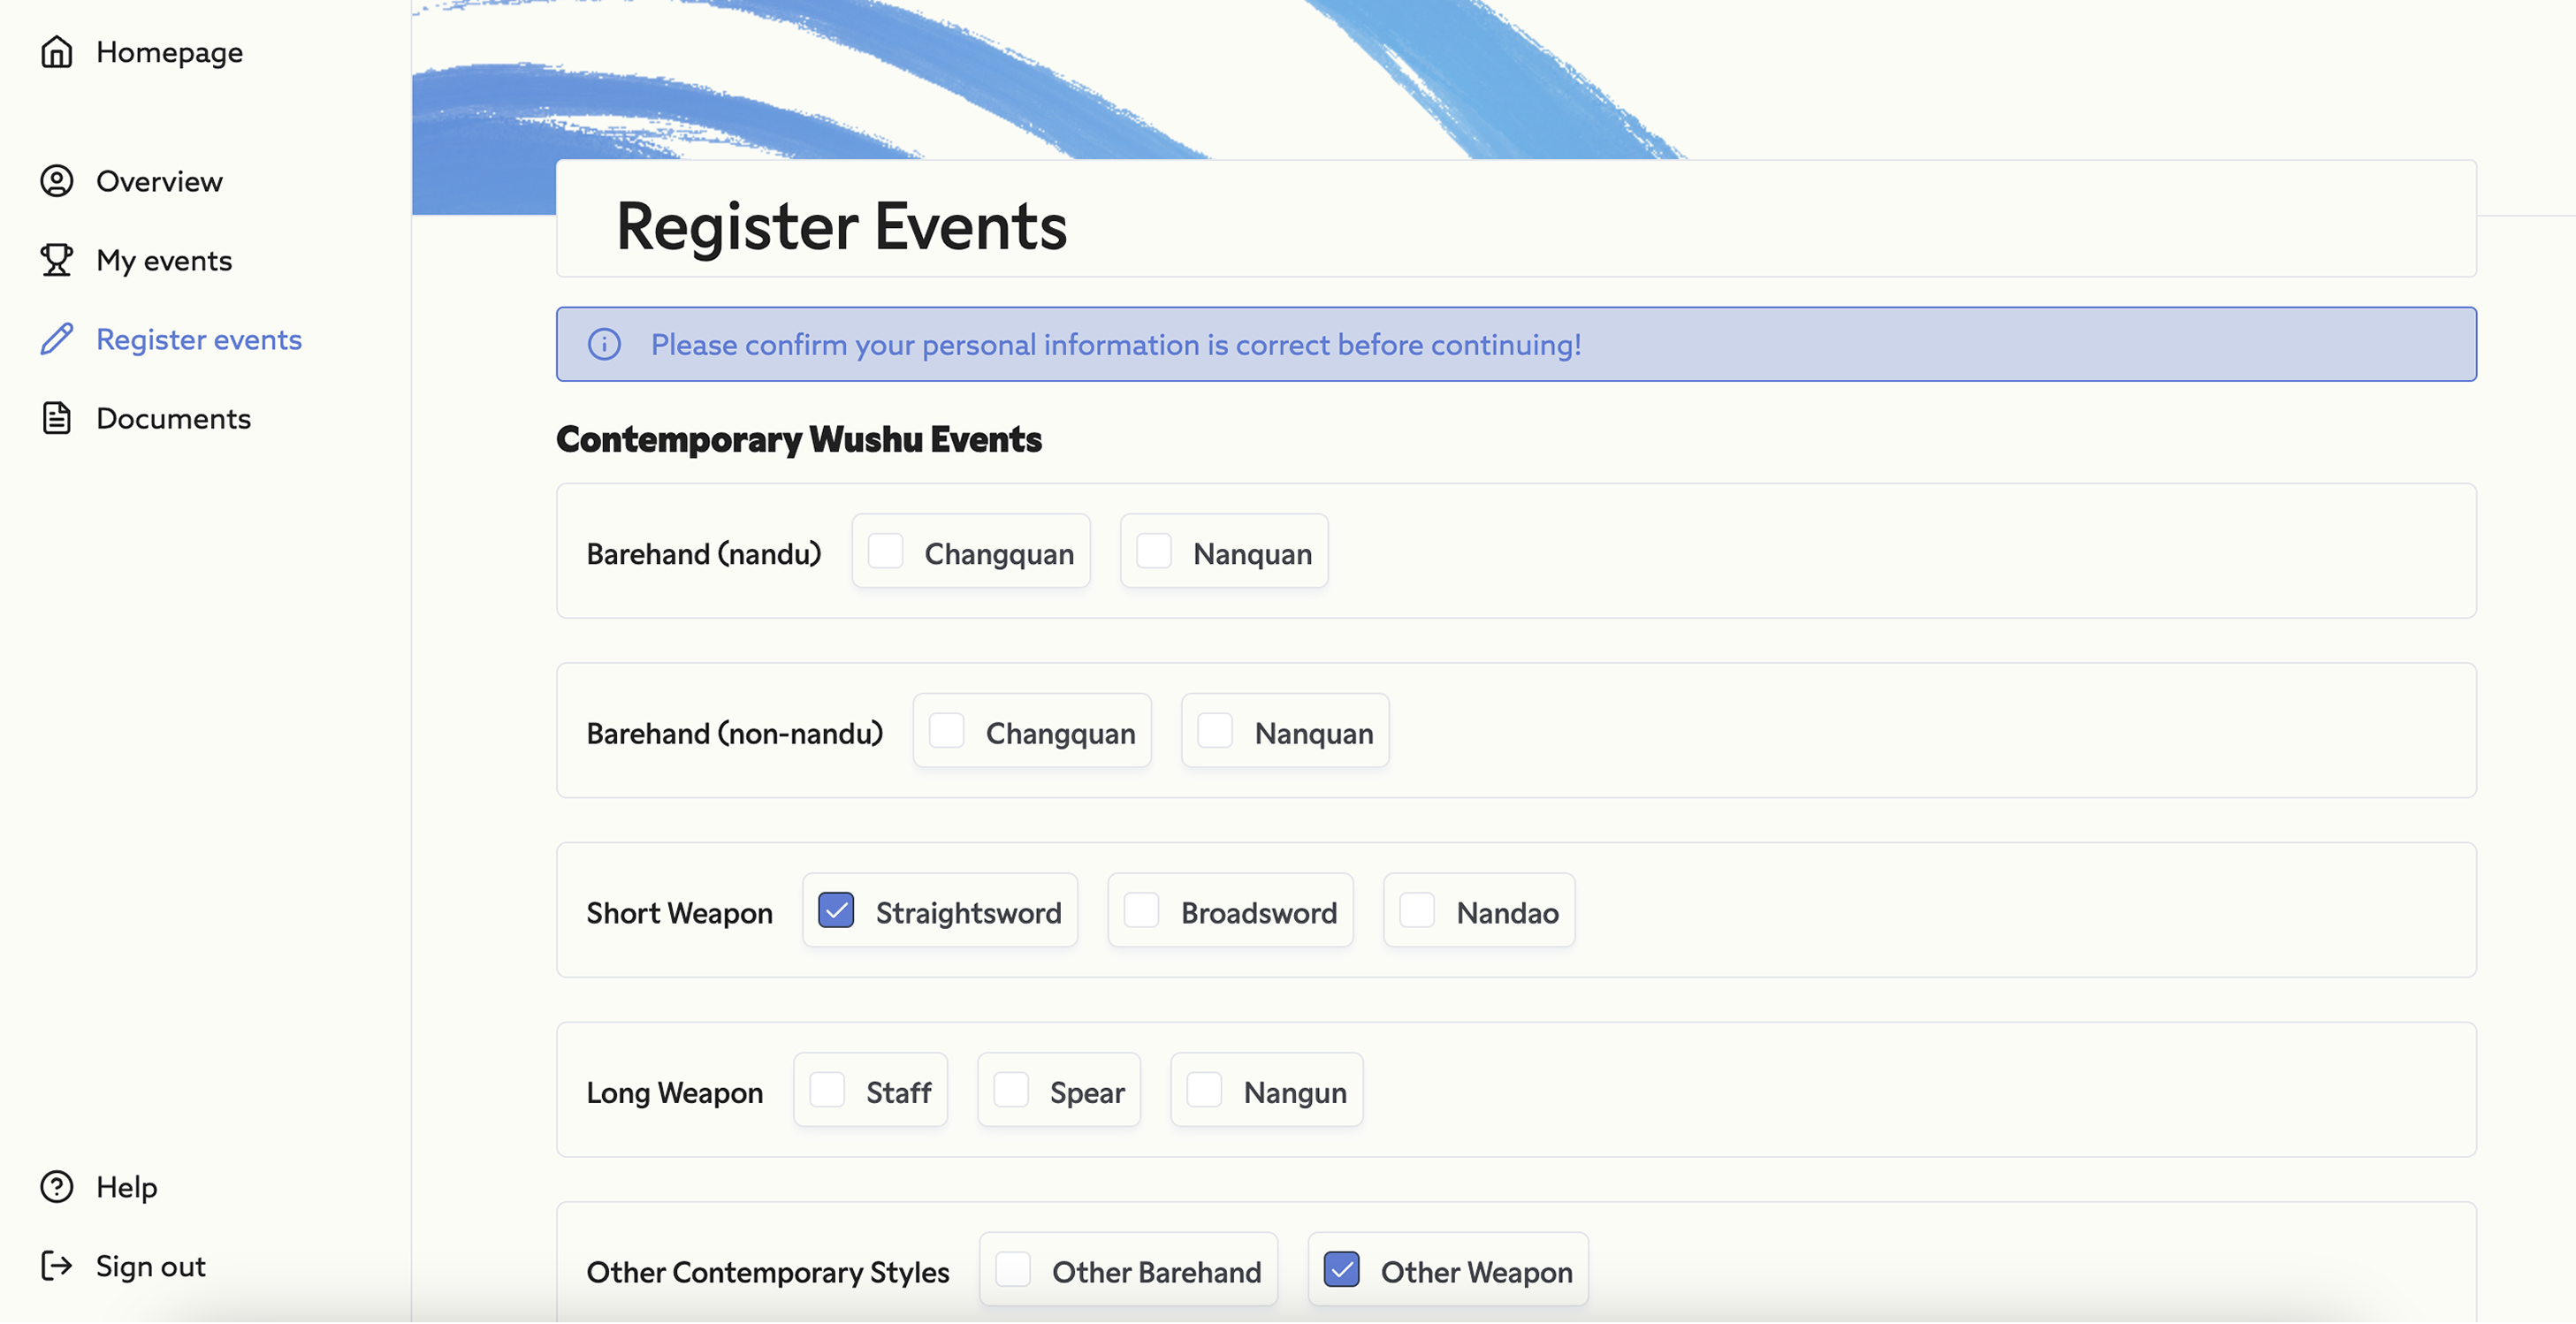 Homepage
Overview
My events
Register events
Documents
Help
Sign out
Register Events
Please confirm your personal information is correct before continuing!
Contemporary Wushu Events
Barehand (nandu) Changquan Nanquan
Barehand (non-nandu) Changquan Nanquan
Short Weapon Straightsword Broadsword Nandao
Long Weapon Staff Spear Nangun
Other Contemporary Styles Other Barehand Other Weapon